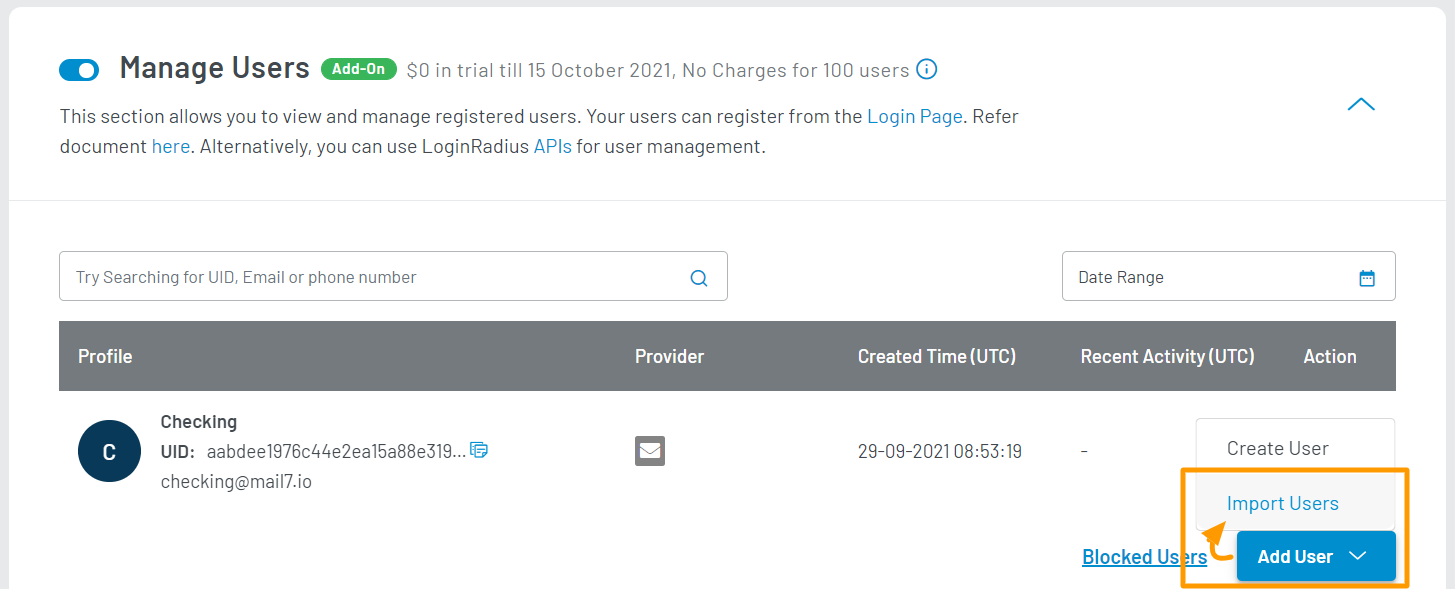 Manage Users Add-On $0 in trial till 15 October 2021, No Charges for 100 users
This section allows you to view and manage registered users. Your users can register from the Login Page. Refer
document here. Alternatively, you can use LoginRadius APIs for user management.
Try Searching for UID, Email or phone number Date Range
Profile Provider Created Time (UTC) Recent Activity (UTC) Action
C
Checking
UID: aabdee1976c44e2ea15a88e319... 29-09-2021 08:53:19 -
checking@mail7.io
Create User
Import Users
Blocked Users Add User